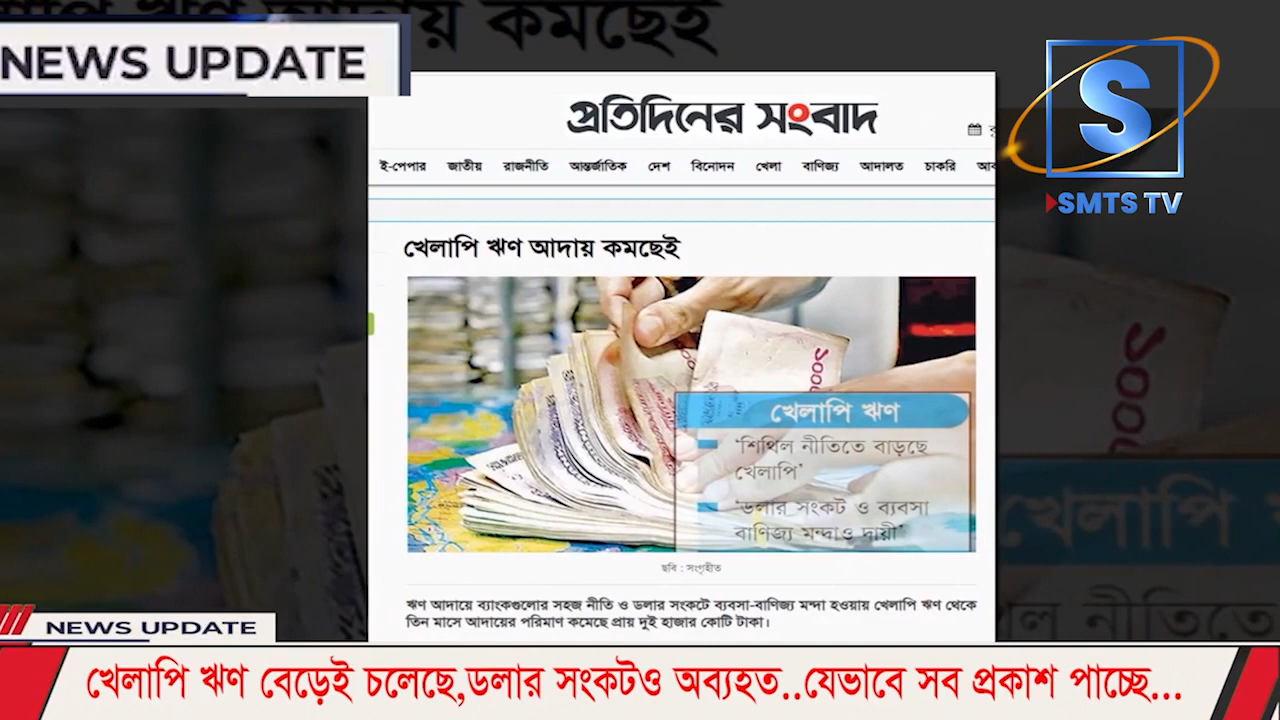 NEWS UPDATE
S
SMTS TV
প্রতিদিনের সংবাদ
ই-পেপার জাতীয় রাজনীতি আন্তর্জাতিক দেশ বিনোদন খেলা বাণিজ্য আদালত চাকরি
খেলাপি ঋণ আদায় কমছেই
খেলাপি ঋণ
‘শিথিল নীতিতে বাড়ছে
খেলাপি’
‘ডলার সংকট ও ব্যবসা
বাণিজ্য মন্দাও দায়ী’
ছবি : সংগৃহীত
ঋণ আদায়ে ব্যাংকগুলোর সহজ নীতি ও ডলার সংকটে ব্যবসা-বাণিজ্য মন্দা হওয়ায় খেলাপি ঋণ থেকে
তিন মাসে আদায়ের পরিমাণ কমেছে প্রায় দুই হাজার কোটি টাকা।
NEWS UPDATE
খেলাপি ঋণ বেড়েই চলেছে,ডলার সংকটও অব্যহত..যেভাবে সব প্রকাশ পাচ্ছে...